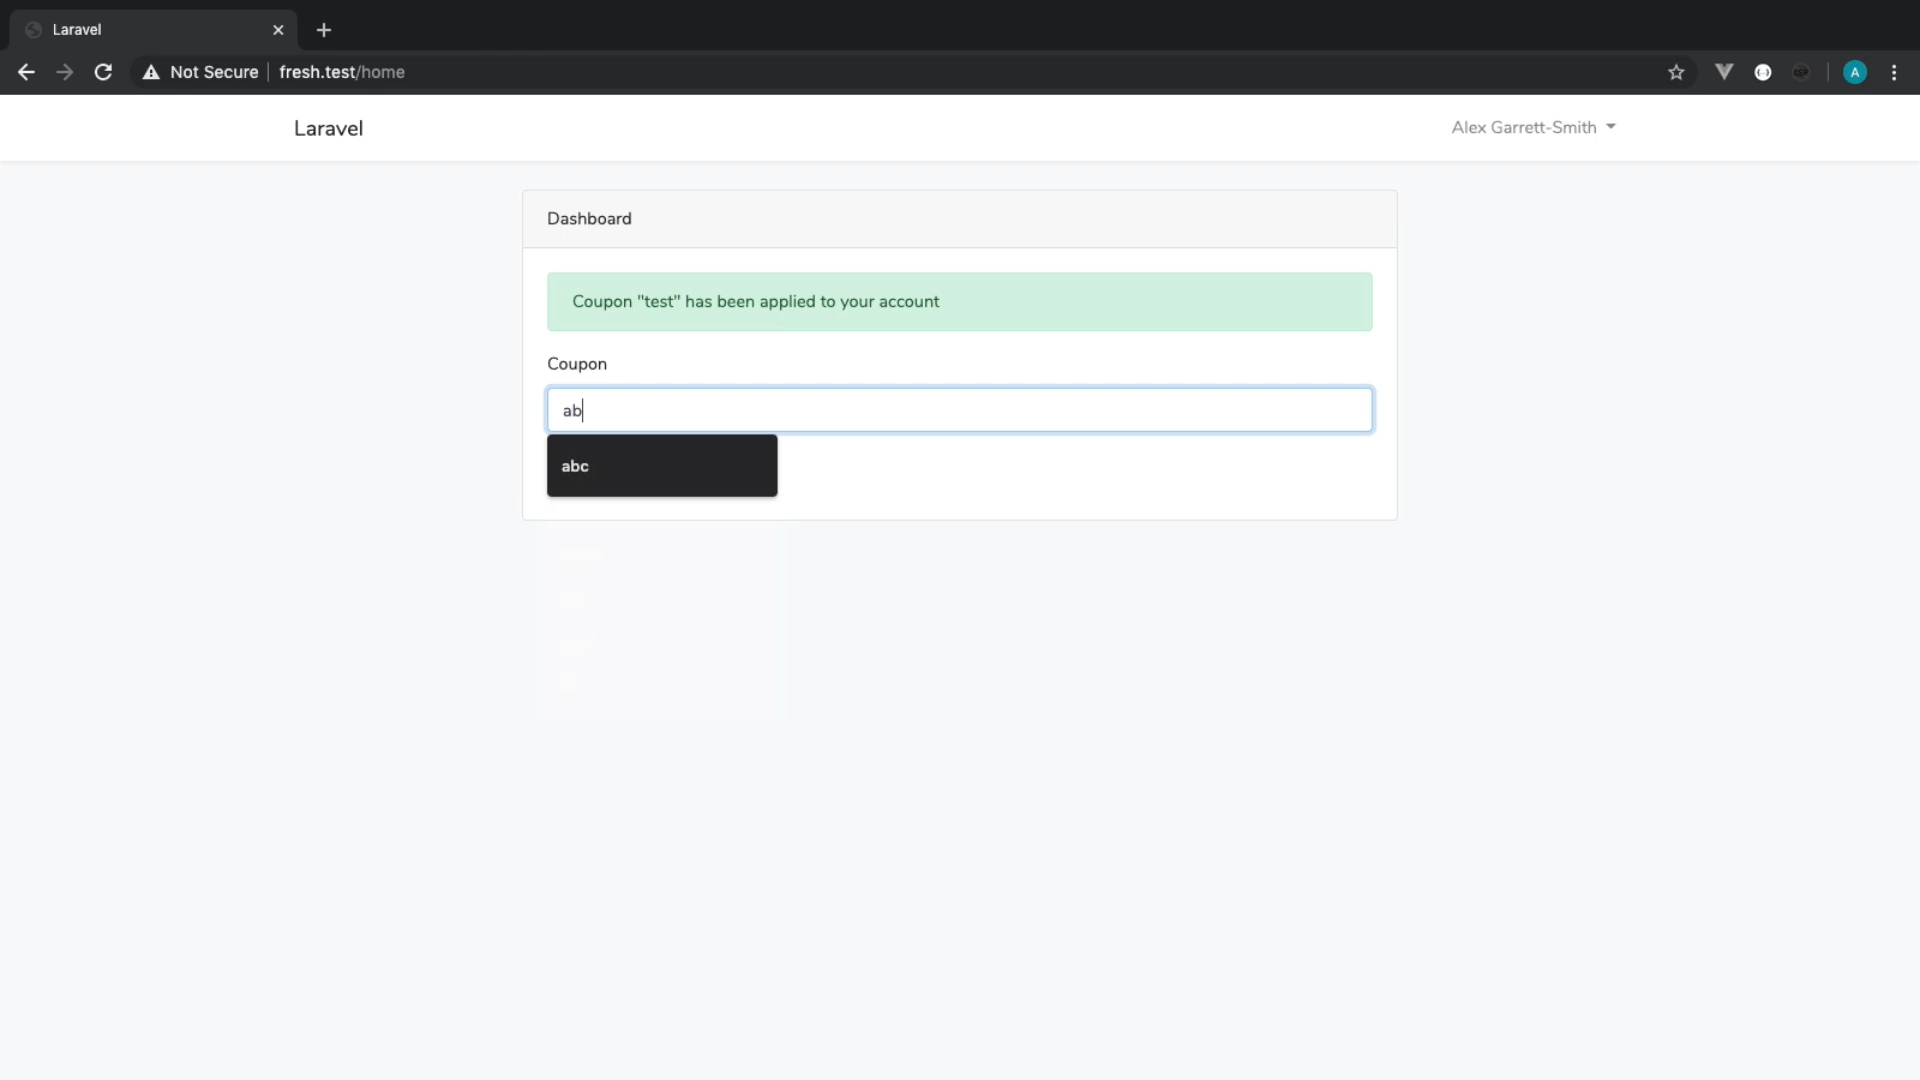 Laravel
Not Secure fresh.test/home
A
Laravel
Alex Garrett-Smith
Dashboard
Coupon "test" has been applied to your account
Coupon
ab
abc